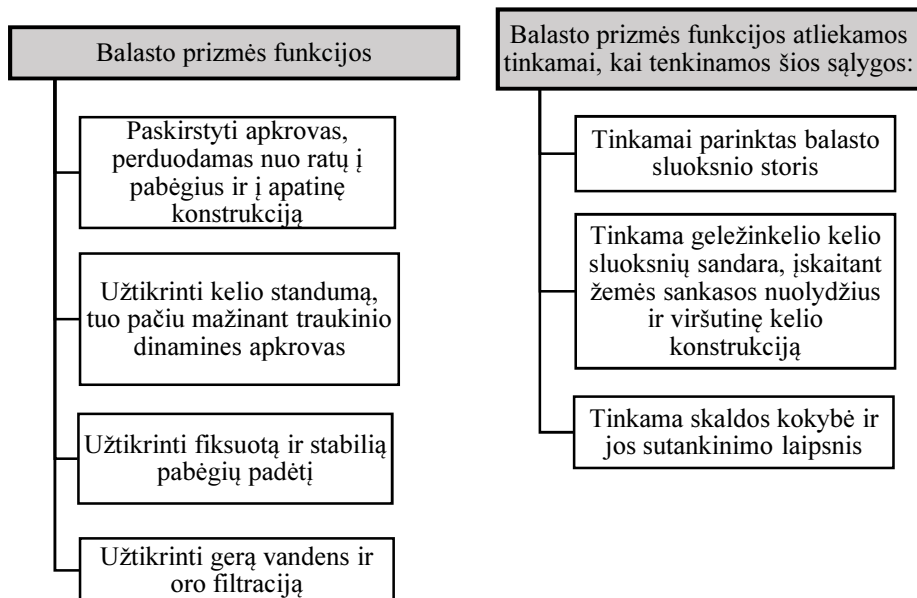 Balasto prizmės funkcijos
Paskirstyti apkrovas,
perduodamas nuo ratų į
pabėgius ir į apatinę
konstrukciją
Užtikrinti kelio standumą,
tuo pačiu mažinant traukinio
dinamines apkrovas
Užtikrinti fiksuotą ir stabilią
pabėgių padėtį
Užtikrinti gerą vandens ir
oro filtraciją
Balasto prizmės funkcijos atliekamos
tinkamai, kai tenkinamos šios sąlygos:
Tinkamai parinktas balasto
sluoksnio storis
Tinkama geležinkelio kelio
sluoksnių sandara, įskaitant
žemės sankasos nuolydžius
ir viršutinę kelio
konstrukciją
Tinkama skaldos kokybė ir
jos sutankinimo laipsnis